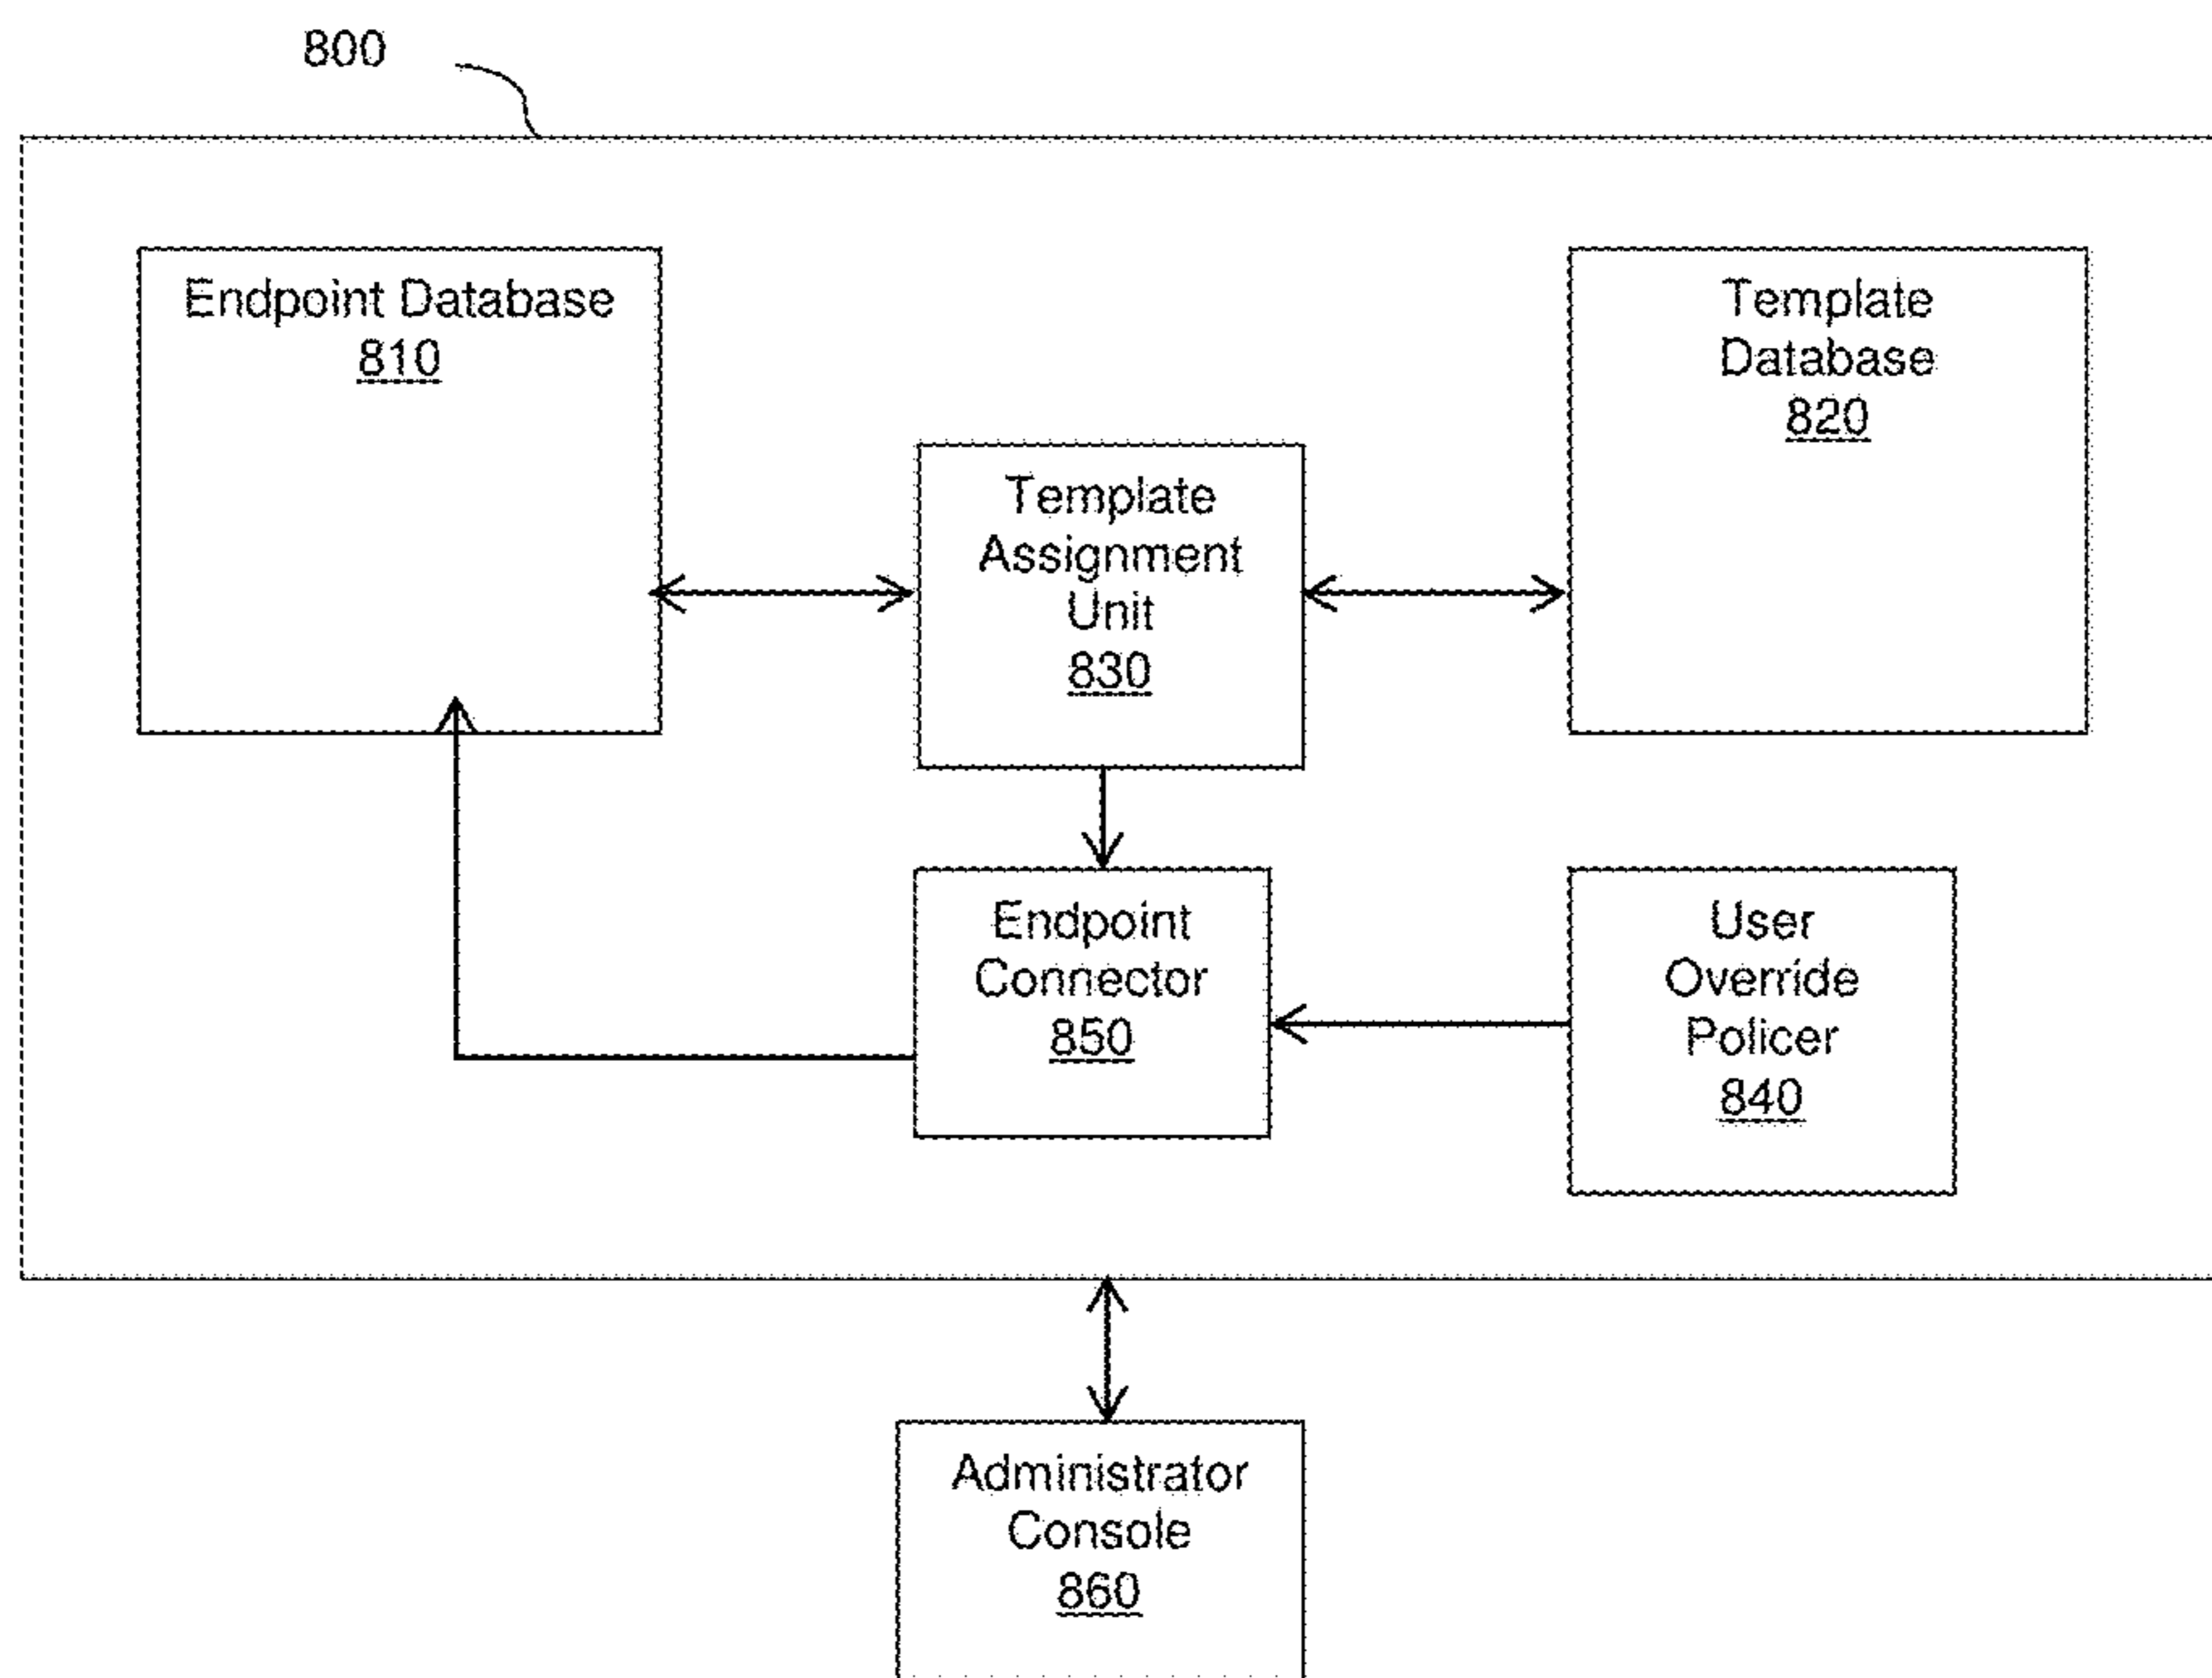 800
Endpoint Database
810
Template
Database
820
Template
Assignment
Unit
830
Endpoint
Connector
850
User
Override
Policer
840
Administrator
Console
860